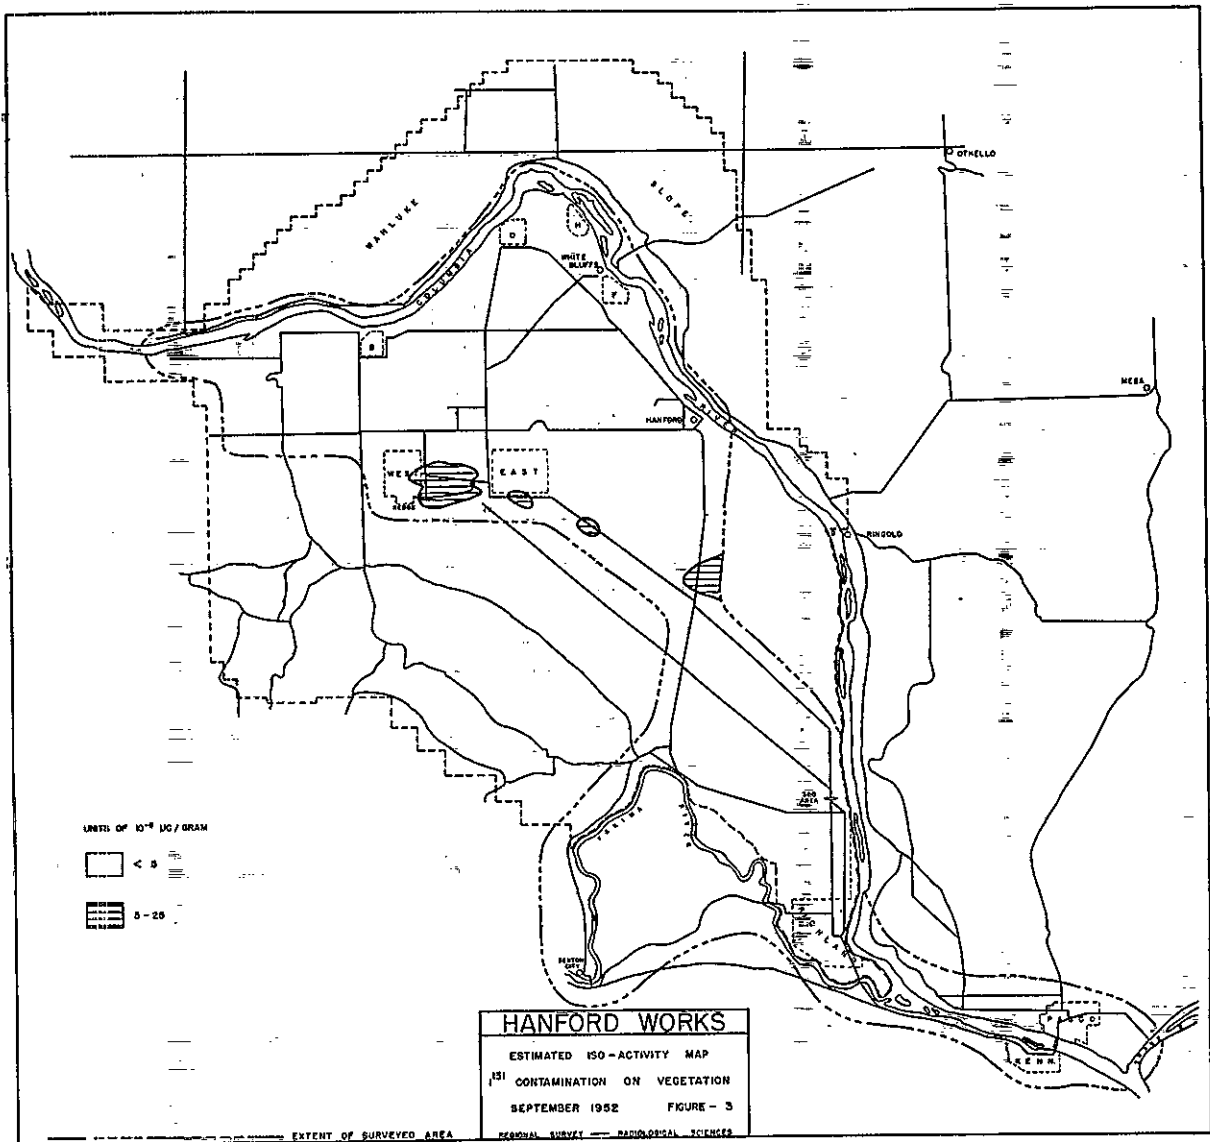 OTHELLO
WAHLUKE
SLOPE
D
H
COLUMBIA
WHITE
BLUFFS
F
B
MESA
HANFORD
RIVER
WEST
EAST
REDOX
RINGOLD
300
AREA
YAKIMA
RIVER
UNITS OF 10⁻⁶ µC/GRAM
< 5
5-25
RICHLAND
BENTON
CITY
PASCO
KENN.
HANFORD WORKS
ESTIMATED ISO-ACTIVITY MAP
I¹³¹ CONTAMINATION ON VEGETATION
SEPTEMBER 1952 FIGURE - 3
REGIONAL SURVEY — RADIOLOGICAL SCIENCES
EXTENT OF SURVEYED AREA